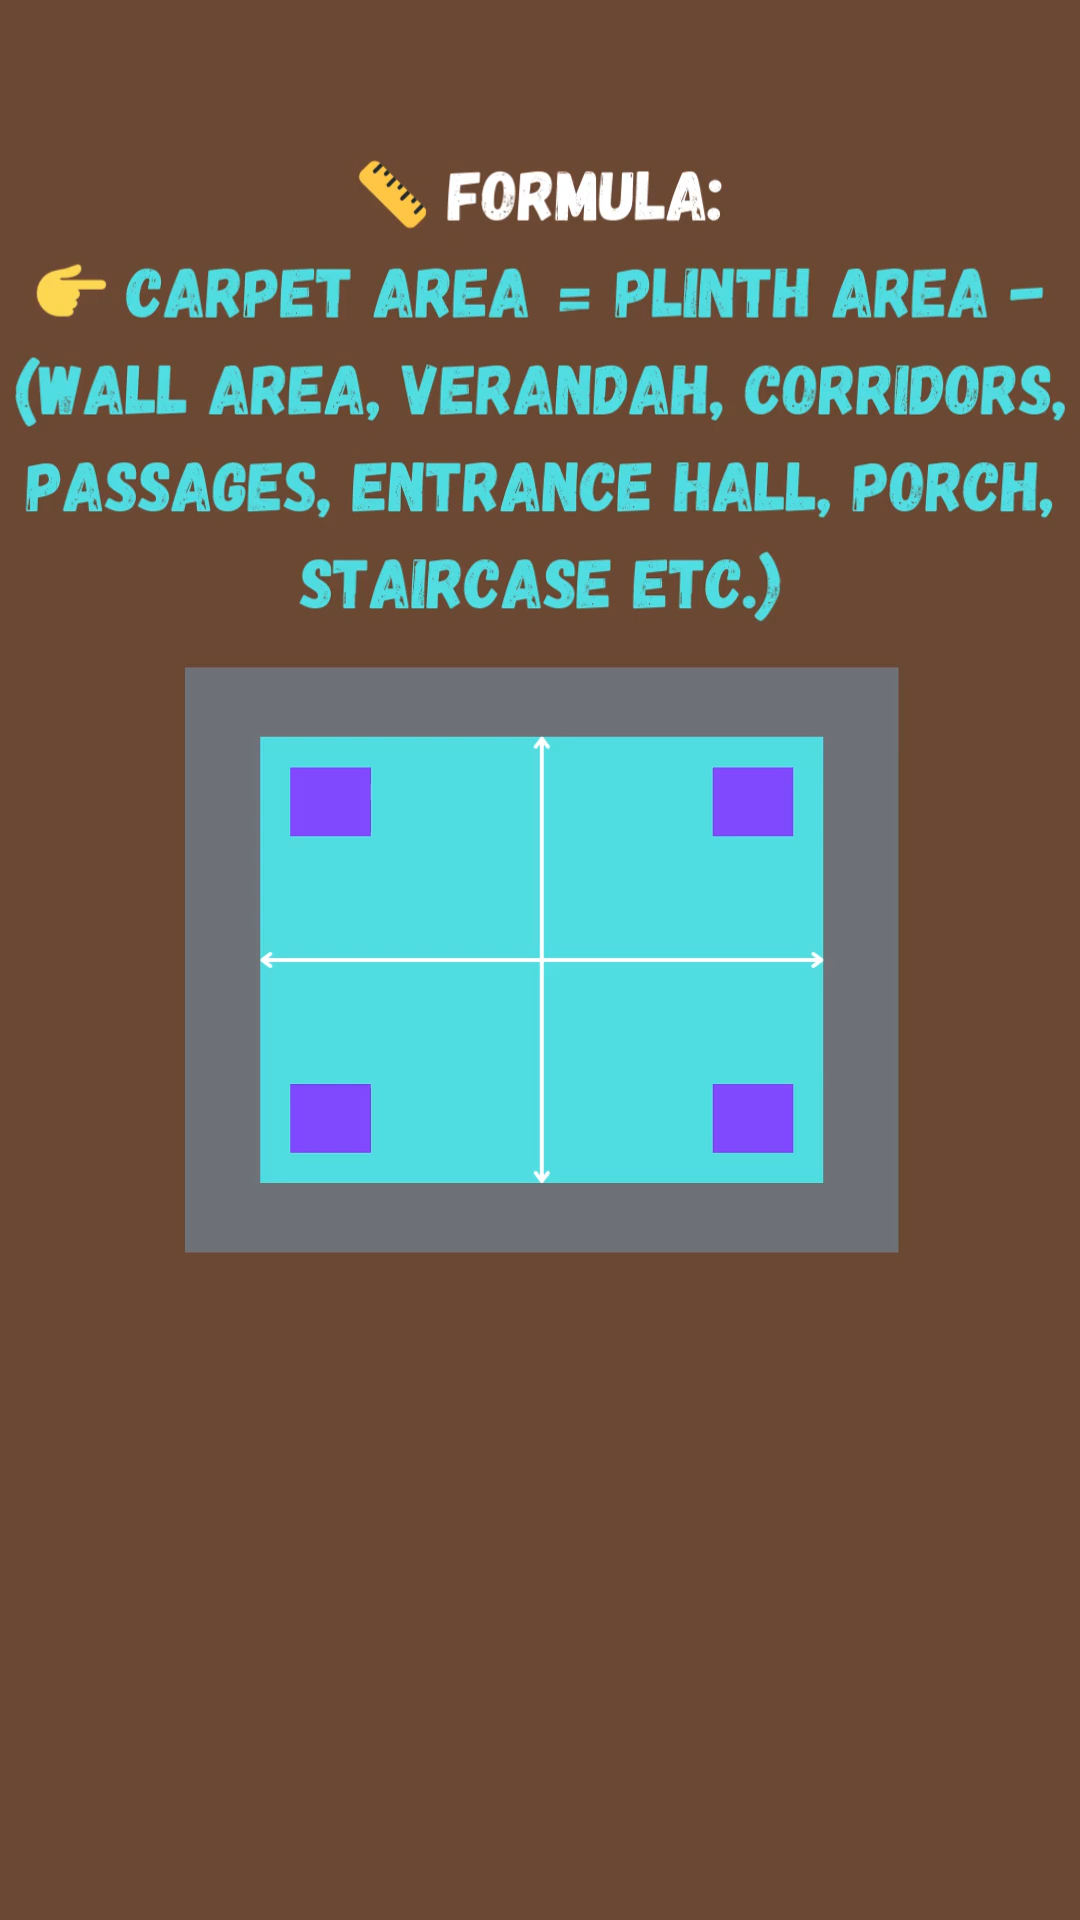 📏 FORMULA:
👉 CARPET AREA = PLINTH AREA –
(WALL AREA, VERANDAH, CORRIDORS,
PASSAGES, ENTRANCE HALL, PORCH,
STAIRCASE ETC.)